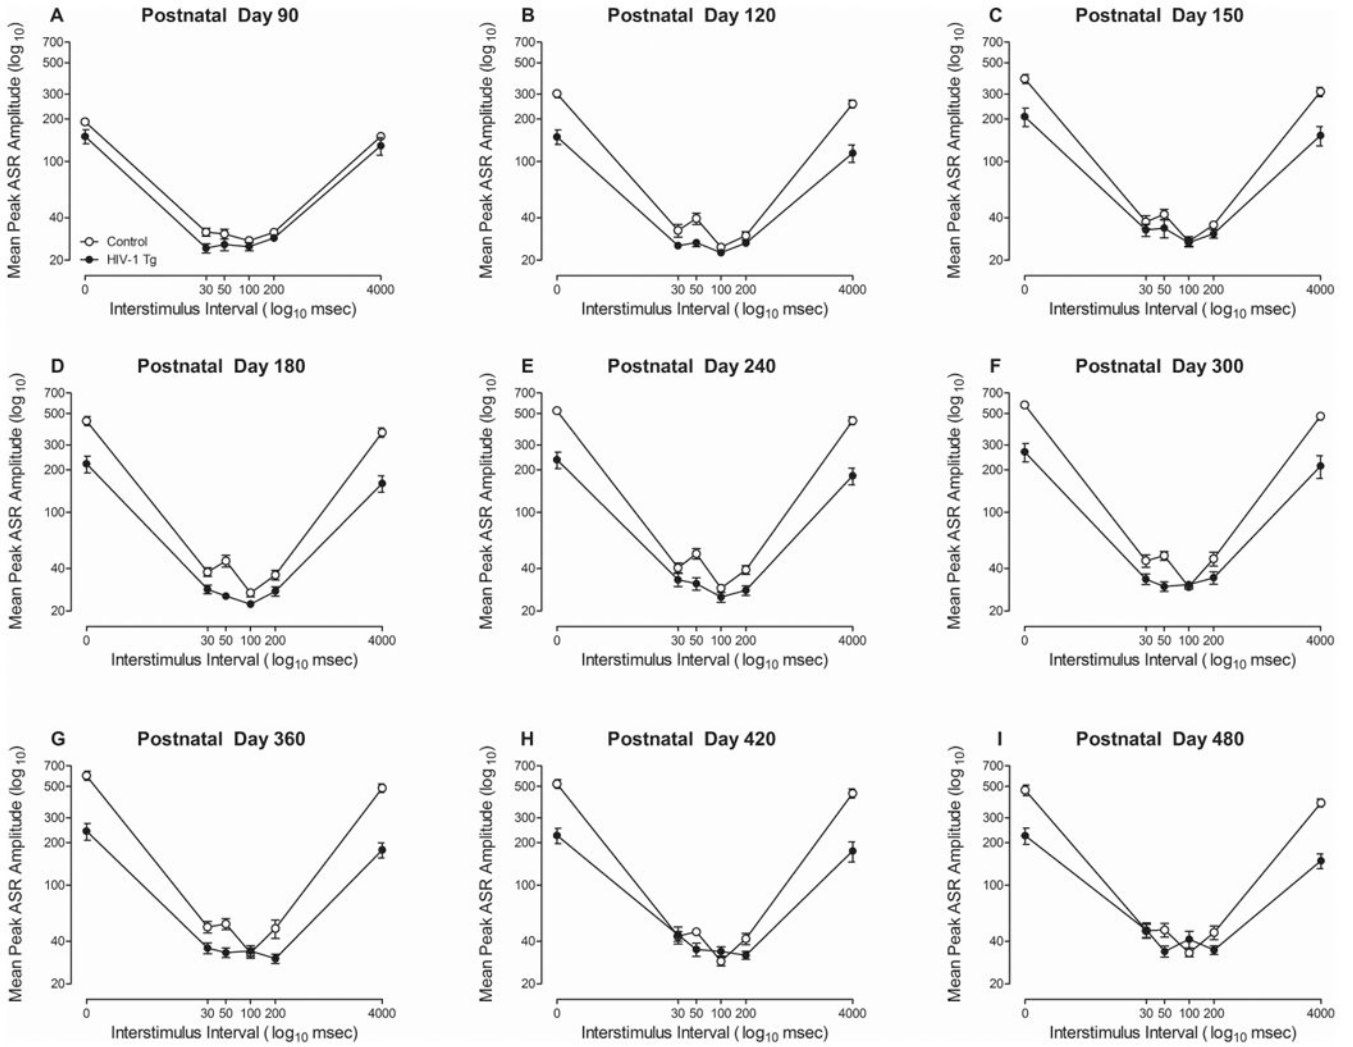 A Postnatal Day 90
Mean Peak ASR Amplitude (log10)
700
500
300
200
100
40
20
Control
HIV-1 Tg
0 30 50 100 200 4000
Interstimulus Interval (log10 msec)
B Postnatal Day 120
Mean Peak ASR Amplitude (log10)
700
500
300
200
100
40
20
0 30 50 100 200 4000
Interstimulus Interval (log10 msec)
C Postnatal Day 150
Mean Peak ASR Amplitude (log10)
700
500
300
200
100
40
20
0 30 50 100 200 4000
Interstimulus Interval (log10 msec)
D Postnatal Day 180
Mean Peak ASR Amplitude (log10)
700
500
300
200
100
40
20
0 30 50 100 200 4000
Interstimulus Interval (log10 msec)
E Postnatal Day 240
Mean Peak ASR Amplitude (log10)
700
500
300
200
100
40
20
0 30 50 100 200 4000
Interstimulus Interval (log10 msec)
F Postnatal Day 300
Mean Peak ASR Amplitude (log10)
700
500
300
200
100
40
20
0 30 50 100 200 4000
Interstimulus Interval (log10 msec)
G Postnatal Day 360
Mean Peak ASR Amplitude (log10)
700
500
300
200
100
40
20
0 30 50 100 200 4000
Interstimulus Interval (log10 msec)
H Postnatal Day 420
Mean Peak ASR Amplitude (log10)
700
500
300
200
100
40
20
0 30 50 100 200 4000
Interstimulus Interval (log10 msec)
I Postnatal Day 480
Mean Peak ASR Amplitude (log10)
700
500
300
200
100
40
20
0 30 50 100 200 4000
Interstimulus Interval (log10 msec)